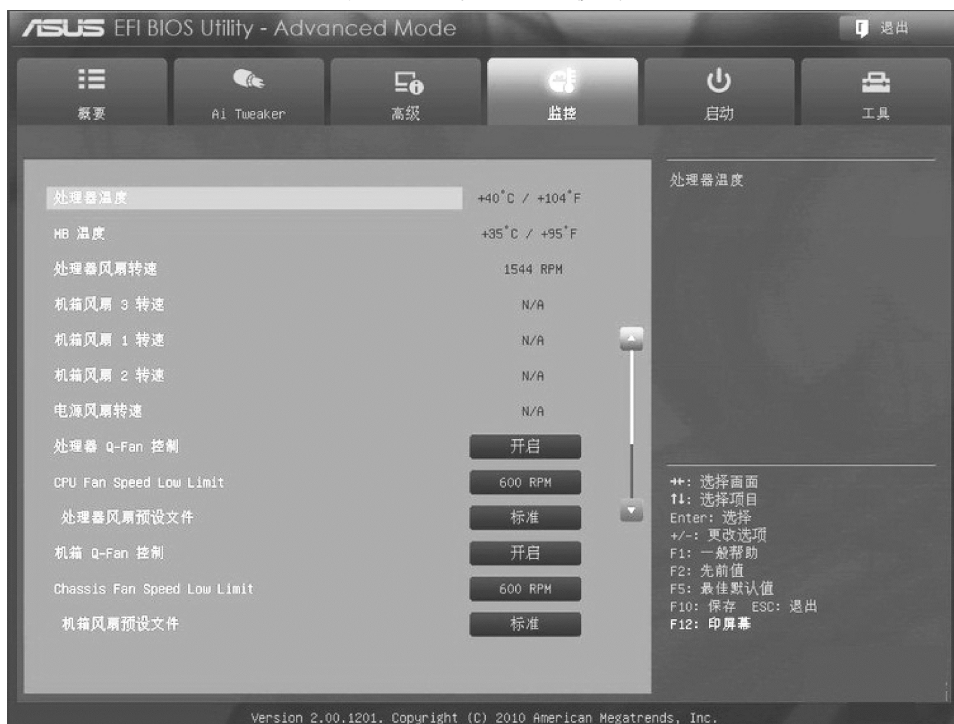 ASUS EFI BIOS Utility - Advanced Mode
退出
概要
Ai Tweaker
高级
监控
启动
工具
处理器温度 +40°C / +104°F
MB 温度 +35°C / +95°F
处理器风扇转速 1544 RPM
机箱风扇 3 转速 N/A
机箱风扇 1 转速 N/A
机箱风扇 2 转速 N/A
电源风扇转速 N/A
处理器 Q-Fan 控制 开启
CPU Fan Speed Low Limit 600 RPM
处理器风扇预设文件 标准
机箱 Q-Fan 控制 开启
Chassis Fan Speed Low Limit 600 RPM
机箱风扇预设文件 标准
处理器温度
→←: 选择画面
↑↓: 选择项目
Enter: 选择
+/-: 更改选项
F1: 一般帮助
F2: 先前值
F5: 最佳默认值
F10: 保存 ESC: 退出
F12: 印屏幕
Version 2.00.1201. Copyright (C) 2010 American Megatrends, Inc.